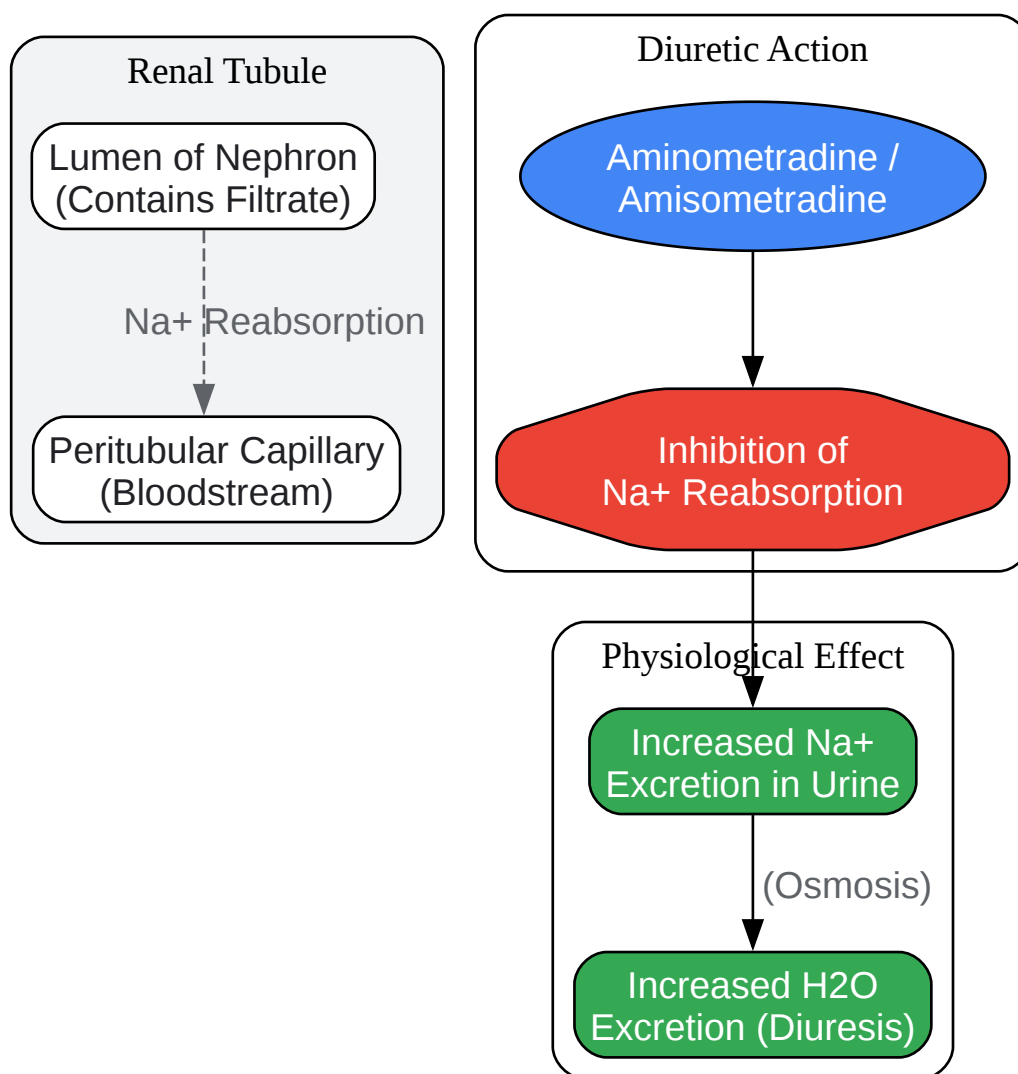 Renal Tubule
Lumen of Nephron
(Contains Filtrate)
Na+ Reabsorption
Peritubular Capillary
(Bloodstream)
Diuretic Action
Aminometradine /
Amisometradine
Inhibition of
Na+ Reabsorption
Physiological Effect
Increased Na+
Excretion in Urine
(Osmosis)
Increased H2O
Excretion (Diuresis)